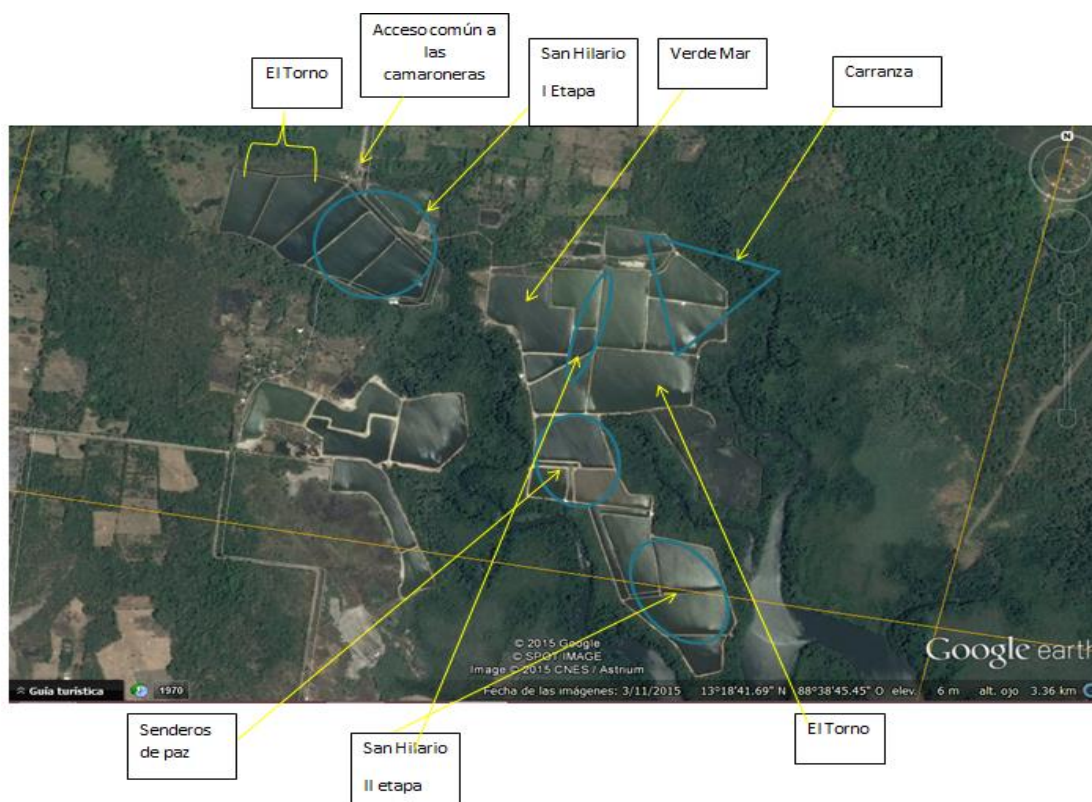 Acceso común a
las
camaroneras
El Torno
San Hilario
I Etapa
Verde Mar
Carranza
N
© 2015 Google
© SPOT IMAGE
Image © 2015 CNES / Astrium
Google earth
Guía turística
1970
Fecha de las imágenes: 3/11/2015 13°18'41.69" N 88°38'45.45" O elev. 6 m alt. ojo 3.36 km
Senderos
de paz
San Hilario
II etapa
El Torno